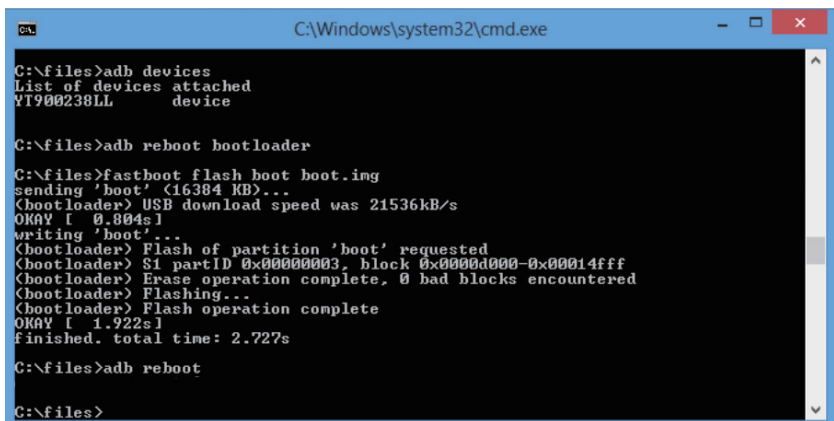 C:\Windows\system32\cmd.exe
C:\files>adb devices
List of devices attached
YT900238LL device
C:\files>adb reboot bootloader
C:\files>fastboot flash boot boot.img
sending 'boot' (16384 KB)...
(bootloader) USB download speed was 21536kB/s
OKAY [  0.804s]
writing 'boot'...
(bootloader) Flash of partition 'boot' requested
(bootloader) S1 partID 0x00000003, block 0x0000d000-0x00014fff
(bootloader) Erase operation complete, 0 bad blocks encountered
(bootloader) Flashing...
(bootloader) Flash operation complete
OKAY [  1.922s]
finished. total time: 2.727s
C:\files>adb reboot
C:\files>